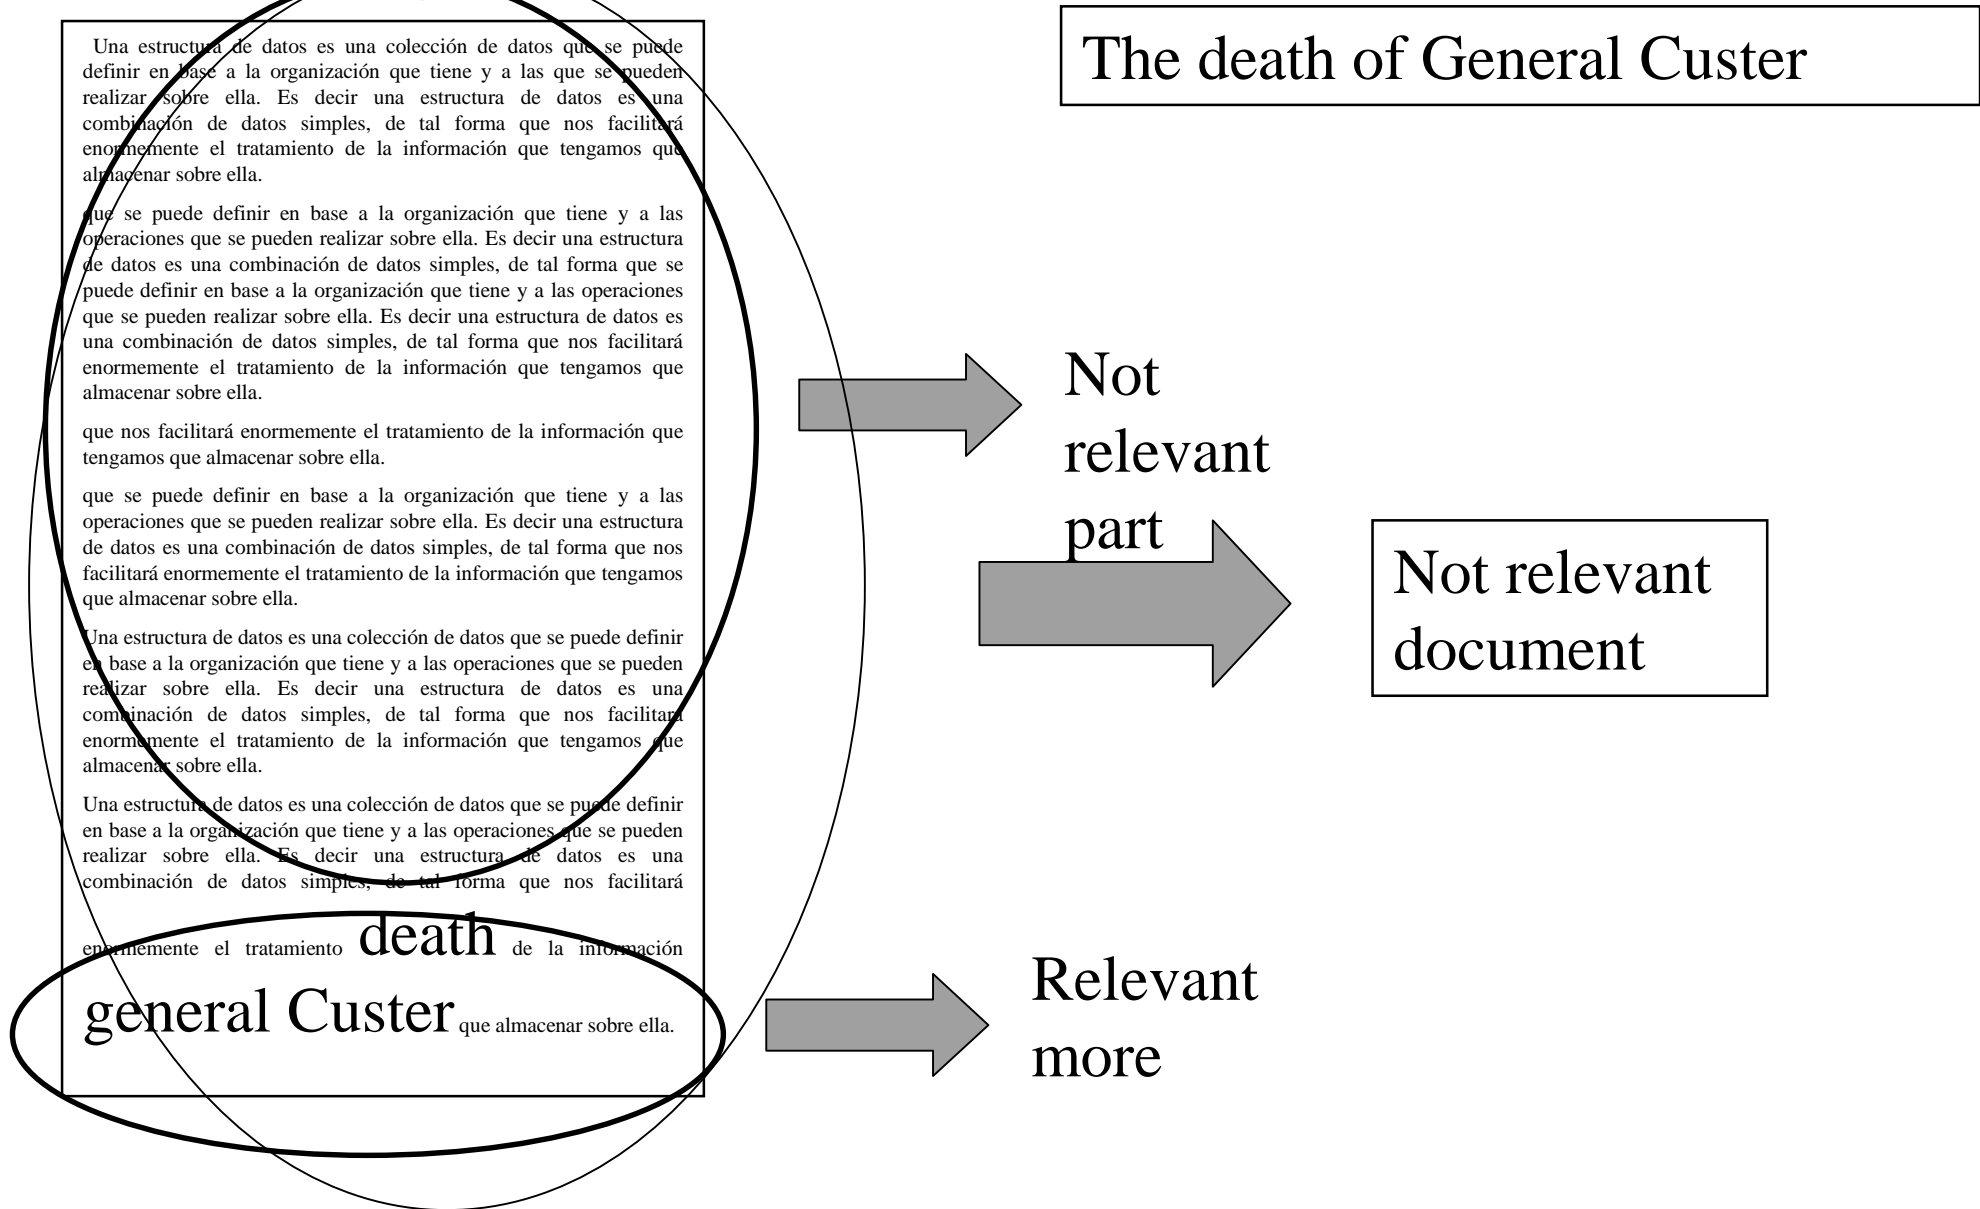 Una estructura de datos es una colección de datos que se puede
definir en base a la organización que tiene y a las que se pueden
realizar sobre ella. Es decir una estructura de datos es una
combinación de datos simples, de tal forma que nos facilitará
enormemente el tratamiento de la información que tengamos que
almacenar sobre ella.
que se puede definir en base a la organización que tiene y a las
operaciones que se pueden realizar sobre ella. Es decir una estructura
de datos es una combinación de datos simples, de tal forma que se
puede definir en base a la organización que tiene y a las operaciones
que se pueden realizar sobre ella. Es decir una estructura de datos es
una combinación de datos simples, de tal forma que nos facilitará
enormemente el tratamiento de la información que tengamos que
almacenar sobre ella.
que nos facilitará enormemente el tratamiento de la información que
tengamos que almacenar sobre ella.
que se puede definir en base a la organización que tiene y a las
operaciones que se pueden realizar sobre ella. Es decir una estructura
de datos es una combinación de datos simples, de tal forma que nos
facilitará enormemente el tratamiento de la información que tengamos
que almacenar sobre ella.
Una estructura de datos es una colección de datos que se puede definir
en base a la organización que tiene y a las operaciones que se pueden
realizar sobre ella. Es decir una estructura de datos es una
combinación de datos simples, de tal forma que nos facilitará
enormemente el tratamiento de la información que tengamos que
almacenar sobre ella.
Una estructura de datos es una colección de datos que se puede definir
en base a la organización que tiene y a las operaciones que se pueden
realizar sobre ella. Es decir una estructura de datos es una
combinación de datos simples, de tal forma que nos facilitará
enormemente el tratamiento death de la información
general Custer que almacenar sobre ella.
The death of General Custer
Not
relevant
part
Not relevant
document
Relevant
more